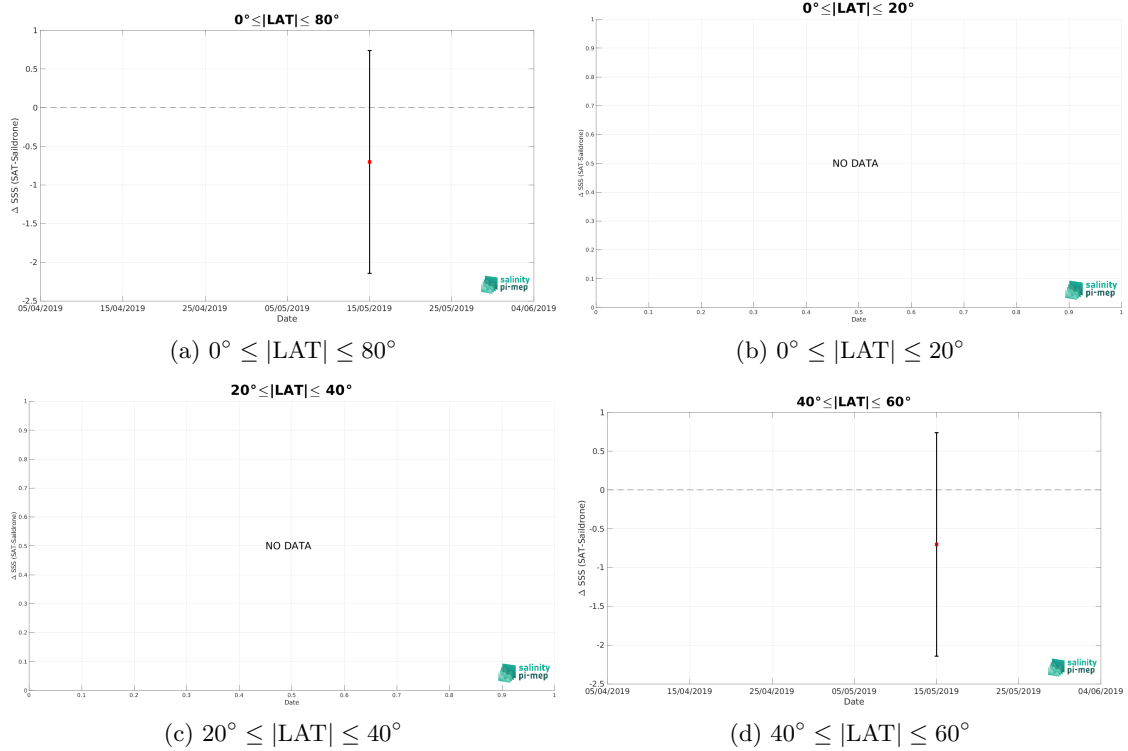 0°≤|LAT|≤ 80°
1
0.5
0
-0.5
-1
-1.5
-2
-2.5
Δ SSS (SAT-Saildrone)
05/04/2019 15/04/2019 25/04/2019 05/05/2019 15/05/2019 25/05/2019 04/06/2019
Date
salinity
pi-mep
(a) 0° ≤ |LAT| ≤ 80°
0°≤|LAT|≤ 20°
1
0.9
0.8
0.7
0.6
0.5
0.4
0.3
0.2
0.1
0
Δ SSS (SAT-Saildrone)
NO DATA
0 0.1 0.2 0.3 0.4 0.5 0.6 0.7 0.8 0.9 1
Date
salinity
pi-mep
(b) 0° ≤ |LAT| ≤ 20°
20°≤|LAT|≤ 40°
1
0.9
0.8
0.7
0.6
0.5
0.4
0.3
0.2
0.1
0
Δ SSS (SAT-Saildrone)
NO DATA
0 0.1 0.2 0.3 0.4 0.5 0.6 0.7 0.8 0.9 1
Date
salinity
pi-mep
(c) 20° ≤ |LAT| ≤ 40°
40°≤|LAT|≤ 60°
1
0.5
0
-0.5
-1
-1.5
-2
-2.5
Δ SSS (SAT-Saildrone)
05/04/2019 15/04/2019 25/04/2019 05/05/2019 15/05/2019 25/05/2019 04/06/2019
Date
salinity
pi-mep
(d) 40° ≤ |LAT| ≤ 60°